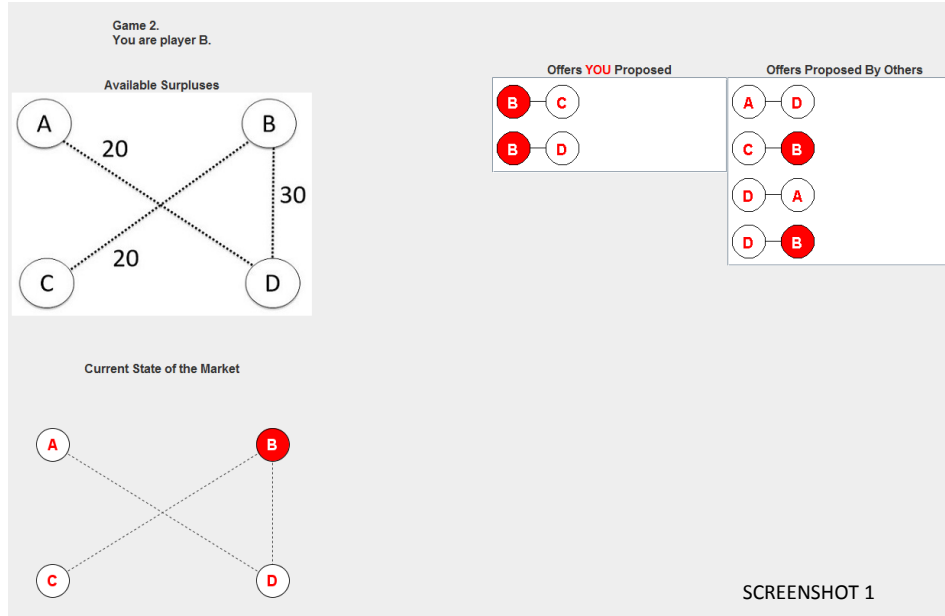 Game 2.
You are player B.
Available Surpluses
A
B
20
30
20
C
D
Offers YOU Proposed
B C
B D
Offers Proposed By Others
A D
C B
D A
D B
Current State of the Market
A
B
C
D
SCREENSHOT 1